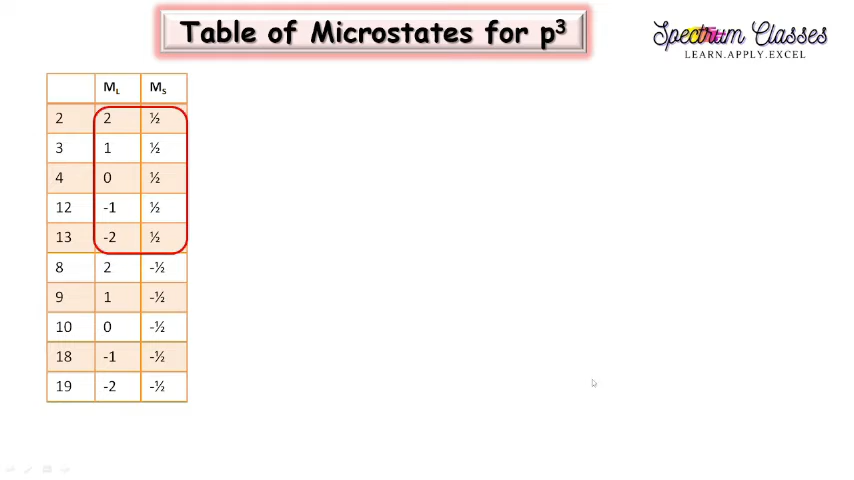 Table of Microstates for p³
Spectrum Classes
LEARN.APPLY.EXCEL
M_L M_S
2 2 ½
3 1 ½
4 0 ½
12 -1 ½
13 -2 ½
8 2 -½
9 1 -½
10 0 -½
18 -1 -½
19 -2 -½